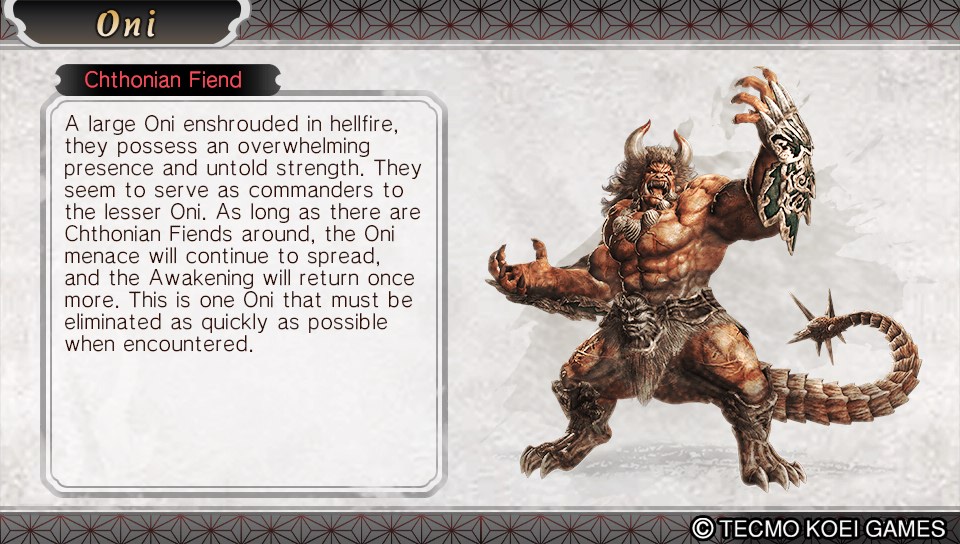 Oni
Chthonian Fiend
A large Oni enshrouded in hellfire,
they possess an overwhelming
presence and untold strength. They
seem to serve as commanders to
the lesser Oni. As long as there are
Chthonian Fiends around, the Oni
menace will continue to spread,
and the Awakening will return once
more. This is one Oni that must be
eliminated as quickly as possible
when encountered.
© TECMO KOEI GAMES